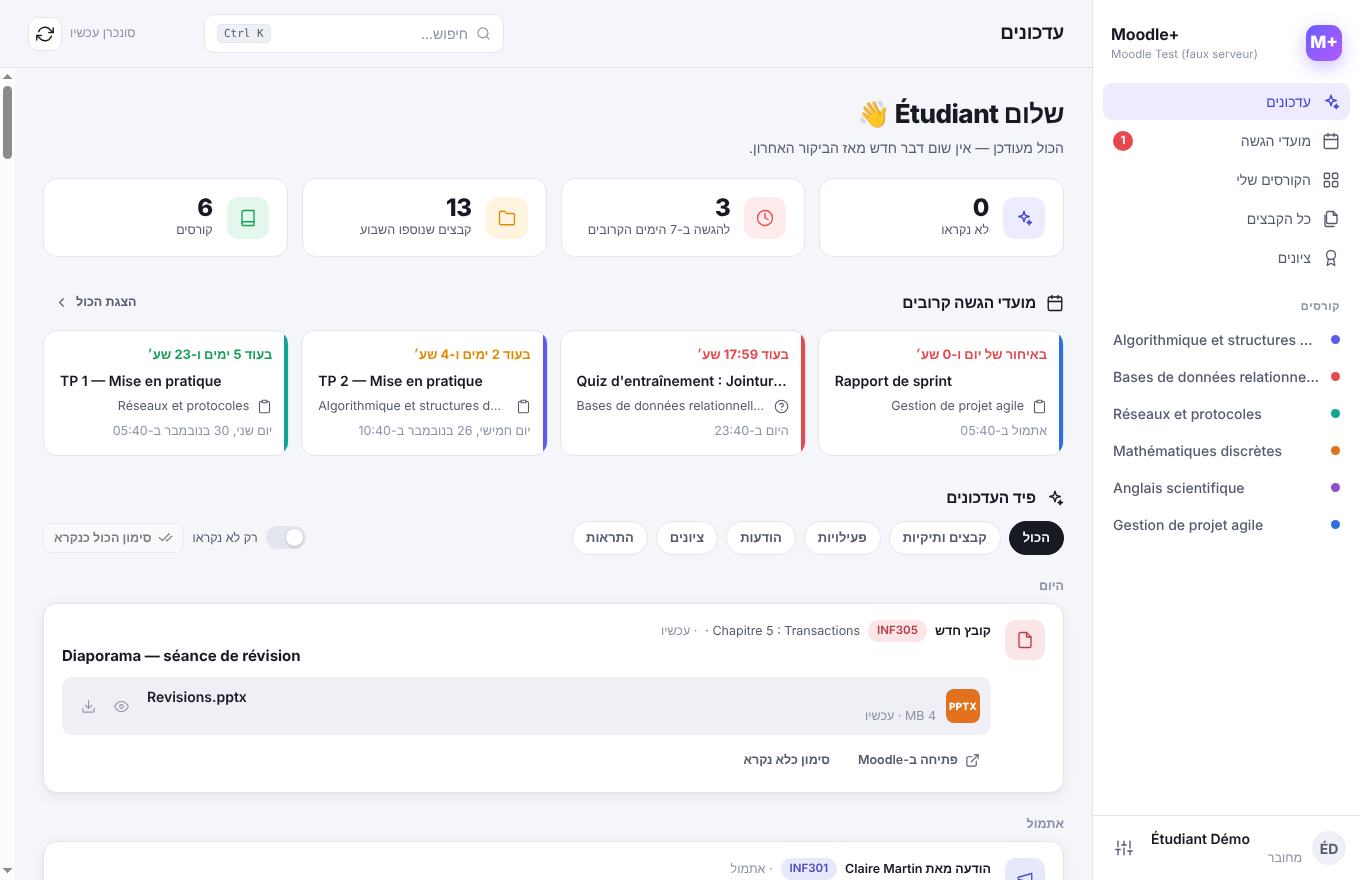 Moodle+
Moodle Test (faux serveur)
M+
עדכונים
מועדי הגשה
1
הקורסים שלי
כל הקבצים
ציונים
קורסים
Algorithmique et structures ...
Bases de données relationne...
Réseaux et protocoles
Mathématiques discrètes
Anglais scientifique
Gestion de projet agile
ÉD
Étudiant Démo
מחובר
עדכונים
חיפוש...
Ctrl K
סונכרן עכשיו
שלום Étudiant 👋
הכול מעודכן — אין שום דבר חדש מאז הביקור האחרון.
0
לא נקראו
3
להגשה ב-7 הימים הקרובים
13
קבצים שנוספו השבוע
6
קורסים
מועדי הגשה קרובים
הצגת הכול
באיחור של יום ו-0 שע׳
Rapport de sprint
Gestion de projet agile
אתמול ב-05:40
בעוד 17:59 שע׳
Quiz d'entraînement : Jointur...
Bases de données relationnell...
היום ב-23:40
בעוד 2 ימים ו-4 שע׳
TP 2 — Mise en pratique
Algorithmique et structures d...
יום חמישי, 26 בנובמבר ב-10:40
בעוד 5 ימים ו-23 שע׳
TP 1 — Mise en pratique
Réseaux et protocoles
יום שני, 30 בנובמבר ב-05:40
פיד העדכונים
הכול
קבצים ותיקיות
פעילויות
הודעות
ציונים
התראות
רק לא נקראו
סימון הכול כנקרא
היום
קובץ חדש INF305 Chapitre 5 : Transactions · · עכשיו
Diaporama — séance de révision
PPTX
Revisions.pptx
4 MB · עכשיו
פתיחה ב-Moodle
סימון כלא נקרא
אתמול
הודעה מאת Claire Martin INF301 · אתמול